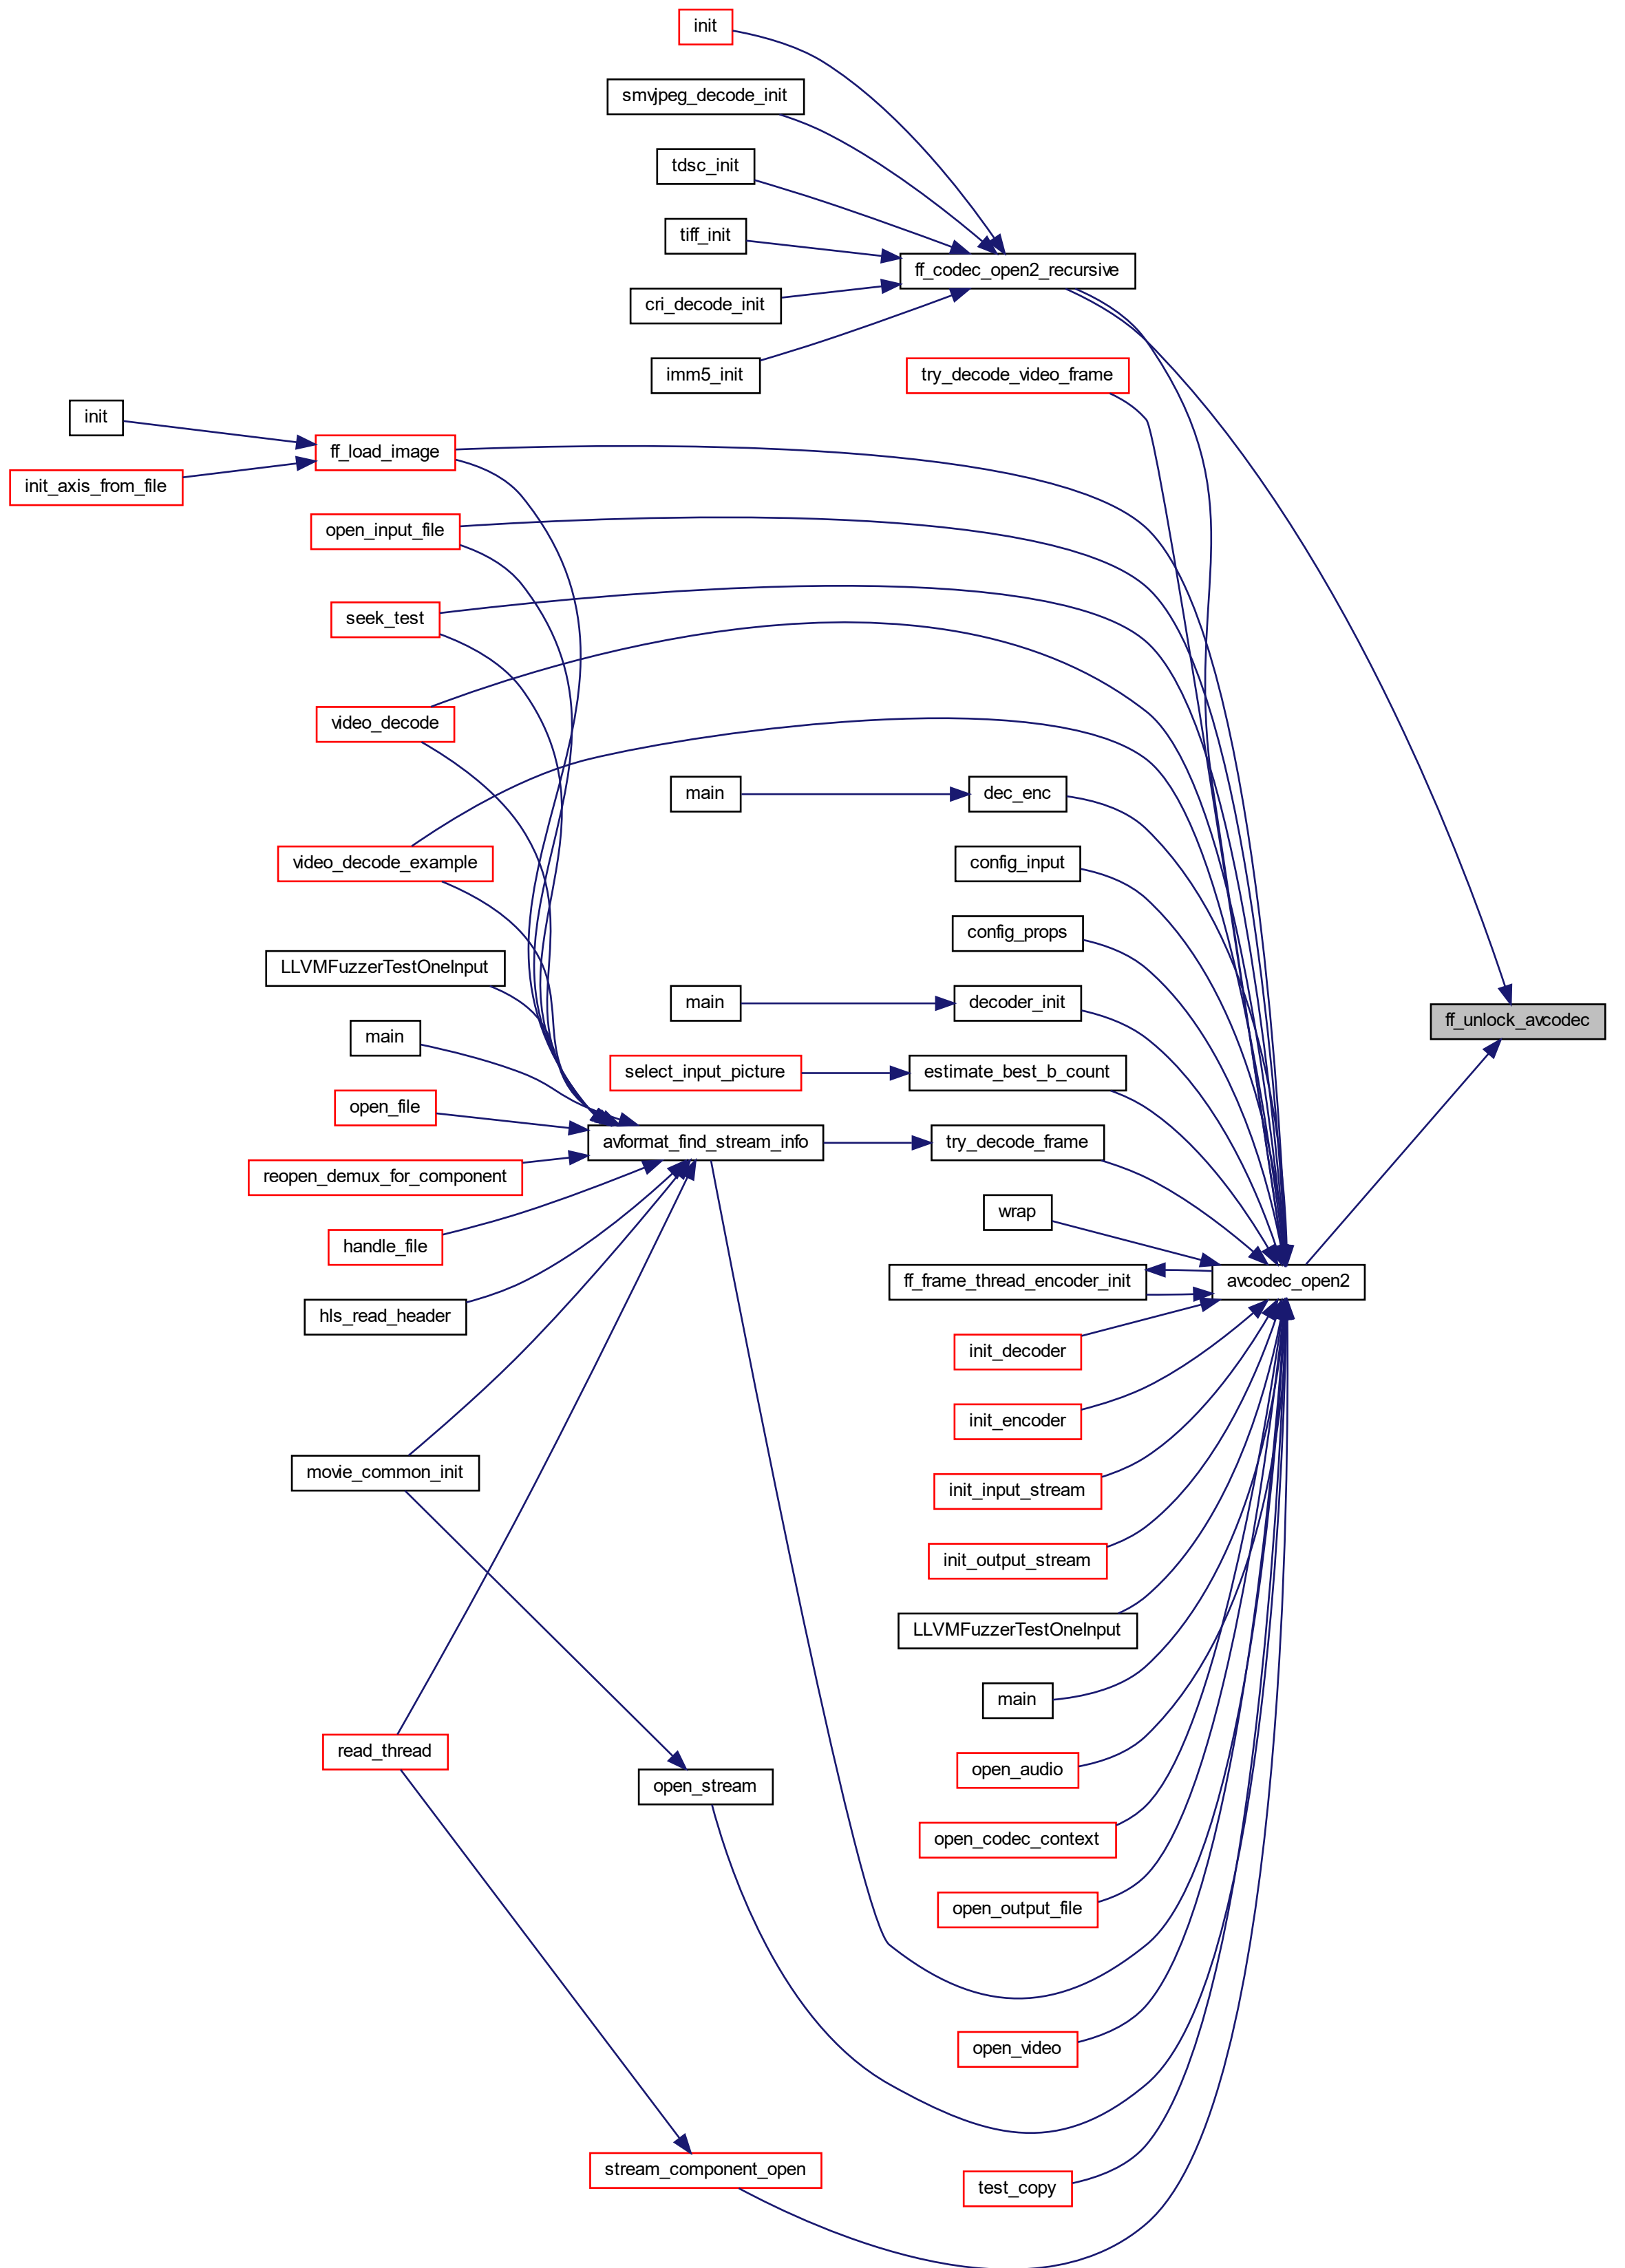 init
smvjpeg_decode_init
tdsc_init
tiff_init
ff_codec_open2_recursive
cri_decode_init
imm5_init
try_decode_video_frame
init
ff_load_image
init_axis_from_file
open_input_file
seek_test
video_decode
main
dec_enc
video_decode_example
config_input
config_props
LLVMFuzzerTestOneInput
main
decoder_init
ff_unlock_avcodec
main
select_input_picture
estimate_best_b_count
open_file
avformat_find_stream_info
try_decode_frame
reopen_demux_for_component
wrap
handle_file
ff_frame_thread_encoder_init
avcodec_open2
hls_read_header
init_decoder
init_encoder
movie_common_init
init_input_stream
init_output_stream
LLVMFuzzerTestOneInput
main
read_thread
open_audio
open_stream
open_codec_context
open_output_file
open_video
stream_component_open
test_copy